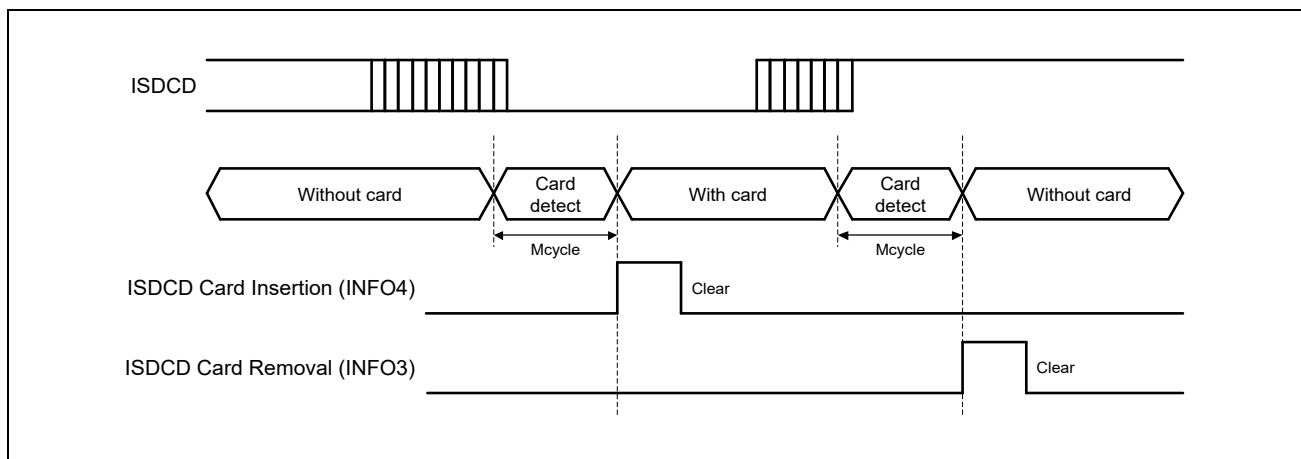 ISDCD
Without card
Card
detect
With card
Card
detect
Without card
Mcycle
Mcycle
ISDCD Card Insertion (INFO4)
Clear
ISDCD Card Removal (INFO3)
Clear